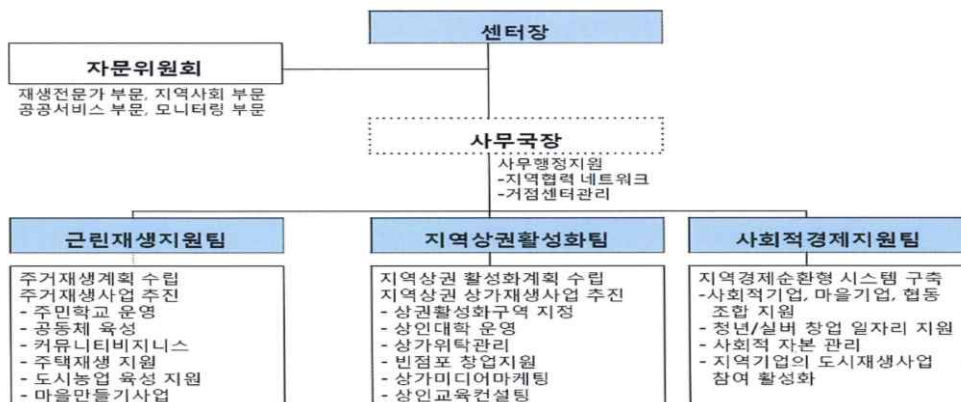 센터장
자문위원회
재생전문가 부문, 지역사회 부문
공공서비스 부문, 모니터링 부문
사무국장
사무행정지원
-지역협력 네트워크
-거점센터관리
근린재생지원팀
주거재생계획 수립
주거재생사업 추진
- 주민학교 운영
- 공동체 육성
- 커뮤니티비지니스
- 주택재생 지원
- 도시농업 육성 지원
- 마을만들기사업
지역상권활성화팀
지역상권 활성화계획 수립
지역상권 상가재생사업 추진
- 상권활성화구역 지정
- 상인대학 운영
- 상가위탁관리
- 빈점포 창업지원
- 상가미디어마케팅
- 상인교육컨설팅
사회적경제지원팀
지역경제순환형 시스템 구축
-사회적기업, 마을기업, 협동
조합 지원
- 청년/실버 창업 일자리 지원
- 사회적 자본 관리
- 지역기업의 도시재생사업
참여 활성화